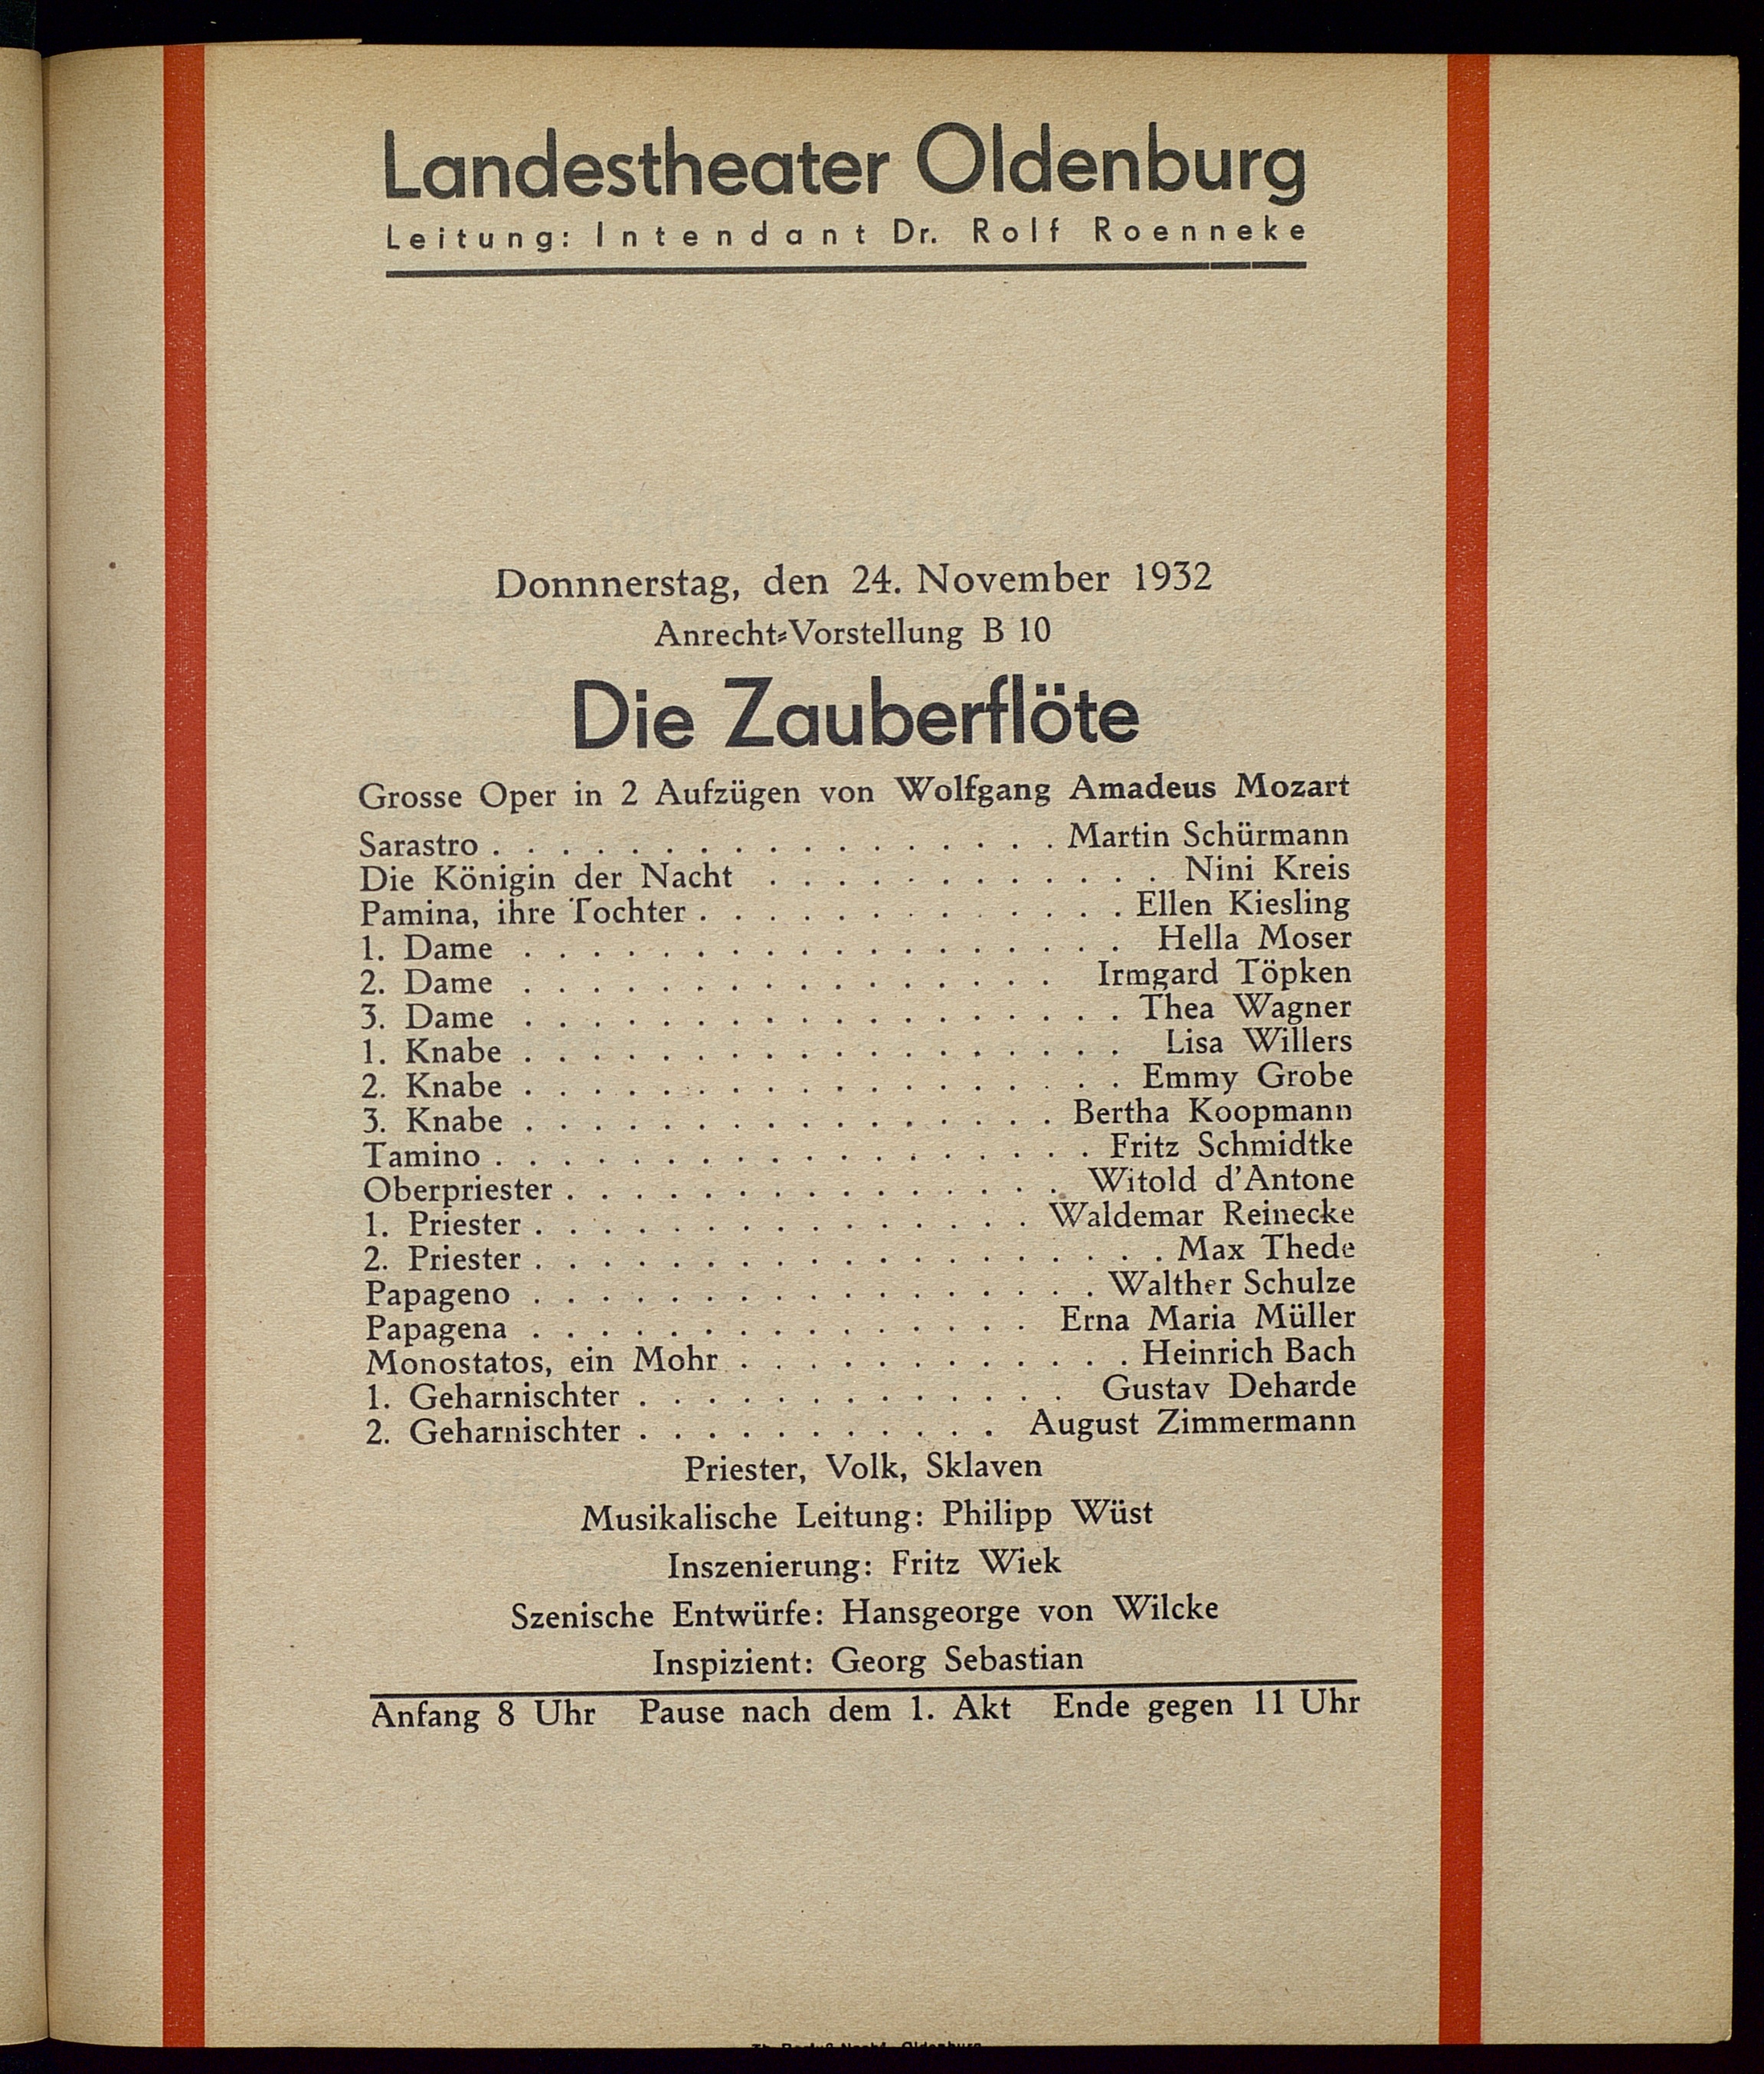 Landestheater Oldenburg
Leitung: Intendant Dr. Rolf Roenneke
Donnnerstag, den 24. November 1932
Anrecht-Vorstellung B 10
Die Zauberflöte
Grosse Oper in 2 Aufzügen von Wolfgang Amadeus Mozart
Sarastro . . . . . . . . . . . . . . . . . Martin Schürmann
Die Königin der Nacht . . . . . . . . . . . . Nini Kreis
Pamina, ihre Tochter . . . . . . . . . . . . . Ellen Kiesling
1. Dame . . . . . . . . . . . . . . . . . . Hella Moser
2. Dame . . . . . . . . . . . . . . . . Irmgard Töpken
3. Dame . . . . . . . . . . . . . . . . . . Thea Wagner
1. Knabe . . . . . . . . . . . . . . . . . . Lisa Willers
2. Knabe . . . . . . . . . . . . . . . . . . Emmy Grobe
3. Knabe . . . . . . . . . . . . . . . . Bertha Koopmann
Tamino . . . . . . . . . . . . . . . . . . Fritz Schmidtke
Oberpriester . . . . . . . . . . . . . . . Witold d'Antone
1. Priester . . . . . . . . . . . . . . . Waldemar Reinecke
2. Priester . . . . . . . . . . . . . . . . . . . Max Thede
Papageno . . . . . . . . . . . . . . . . . Walther Schulze
Papagena . . . . . . . . . . . . . . . Erna Maria Müller
Monostatos, ein Mohr . . . . . . . . . . . . Heinrich Bach
1. Geharnischter . . . . . . . . . . . . . Gustav Deharde
2. Geharnischter . . . . . . . . . . . August Zimmermann
Priester, Volk, Sklaven
Musikalische Leitung: Philipp Wüst
Inszenierung: Fritz Wiek
Szenische Entwürfe: Hansgeorge von Wilcke
Inspizient: Georg Sebastian
Anfang 8 Uhr Pause nach dem 1. Akt Ende gegen 11 Uhr